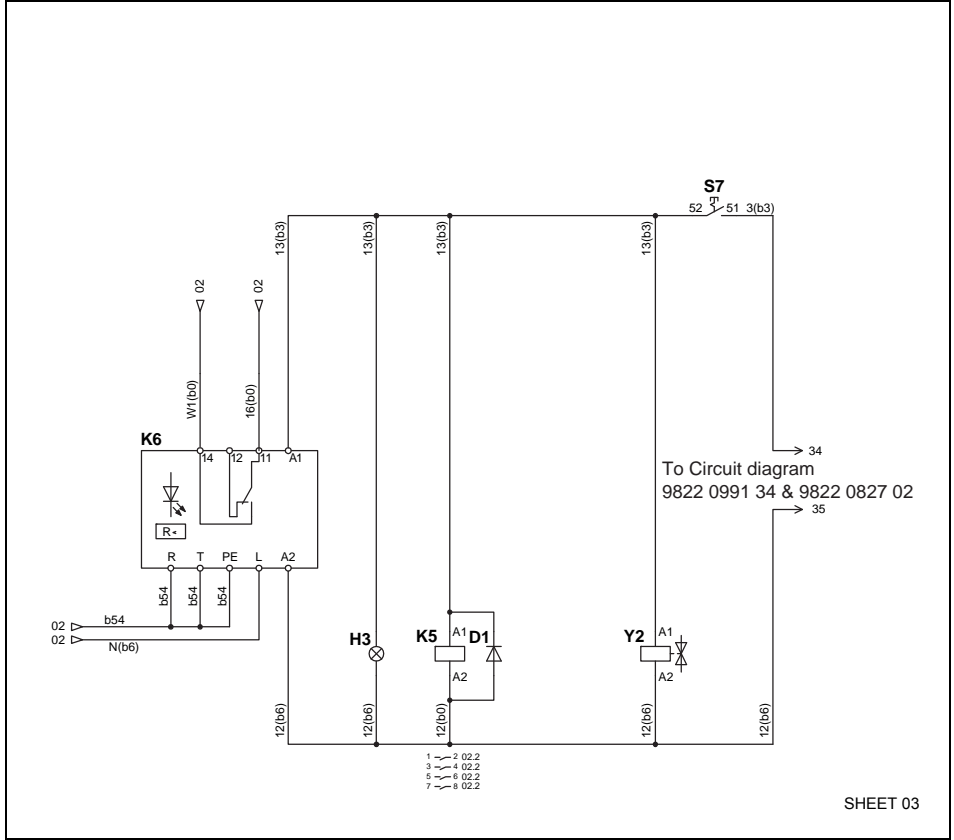 S7
52 51 3(b3)
13(b3)
13(b3)
13(b3)
13(b3)
02
02
W1(b0)
16(b0)
K6
14 12 11 A1
34
To Circuit diagram
9822 0991 34 & 9822 0827 02
35
R<
R T PE L A2
b54
b54
b54
02 b54
02 N(b6)
H3
K5 A1 D1
A2
Y2 A1
A2
12(b6)
12(b6)
12(b0)
12(b6)
12(b6)
1 2 02.2
3 4 02.2
5 6 02.2
7 8 02.2
SHEET 03